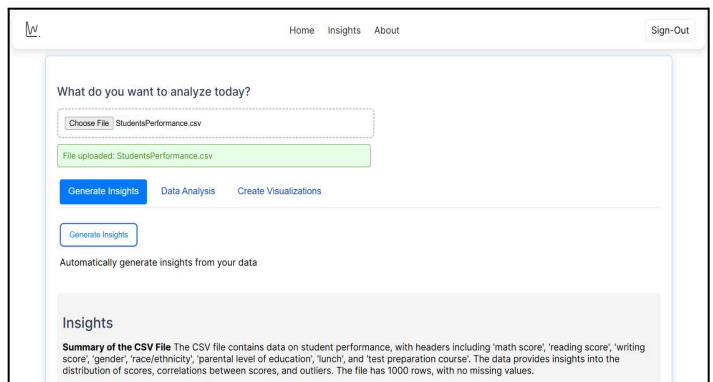 W.
Home Insights About Sign-Out
What do you want to analyze today?
Choose File StudentsPerformance.csv
File uploaded: StudentsPerformance.csv
Generate Insights Data Analysis Create Visualizations
Generate Insights
Automatically generate insights from your data
Insights
Summary of the CSV File The CSV file contains data on student performance, with headers including 'math score', 'reading score', 'writing
score', 'gender', 'race/ethnicity', 'parental level of education', 'lunch', and 'test preparation course'. The data provides insights into the
distribution of scores, correlations between scores, and outliers. The file has 1000 rows, with no missing values.